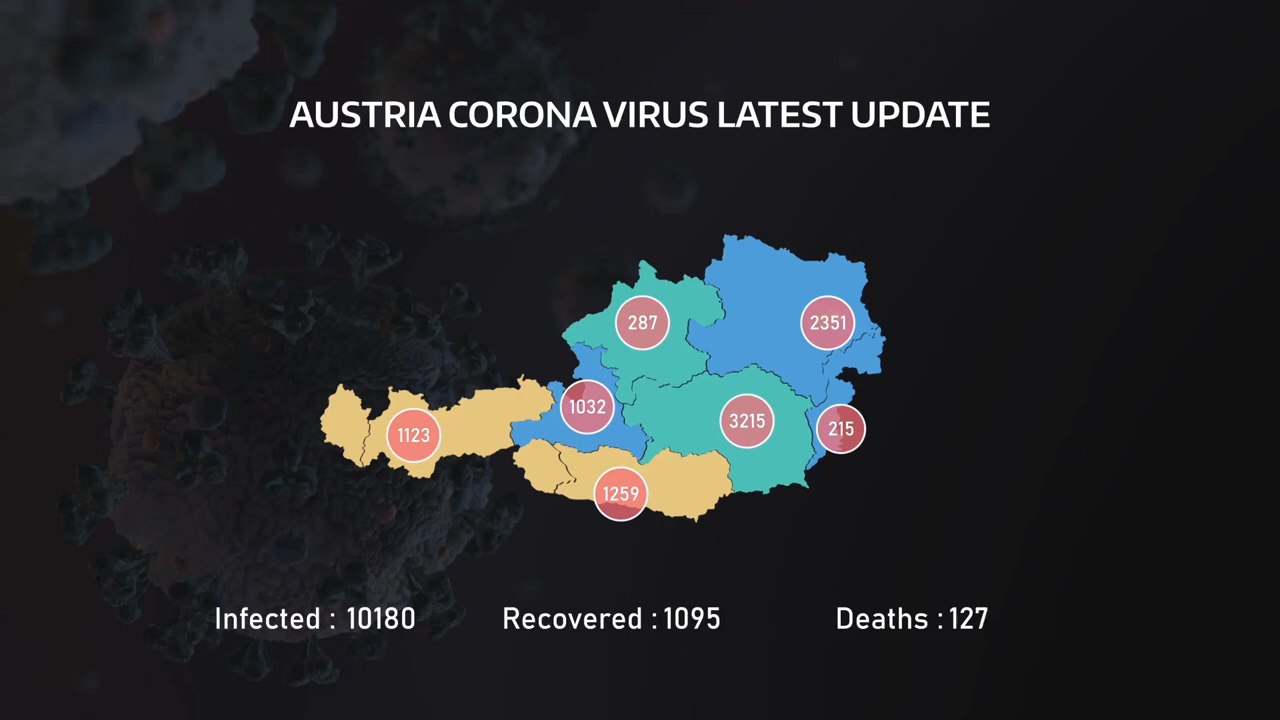 AUSTRIA CORONA VIRUS LATEST UPDATE
287
2351
1032
3215
215
1123
1259
Infected : 10180
Recovered : 1095
Deaths : 127